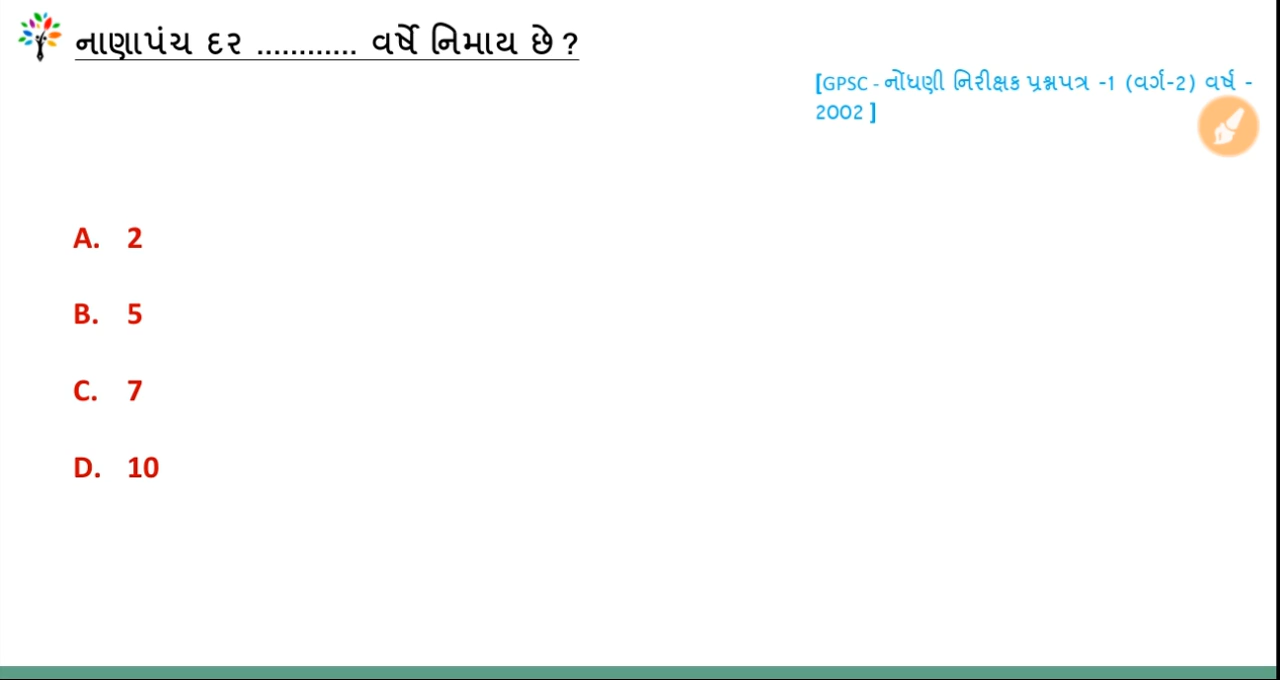 નાણાપંચ દર ............ વર્ષે નિમાય છે ?
[GPSC - નોંધણી નિરીક્ષક પ્રશ્નપત્ર -1 (વર્ગ-2) વર્ષ -
2002 ]
A. 2
B. 5
C. 7
D. 10